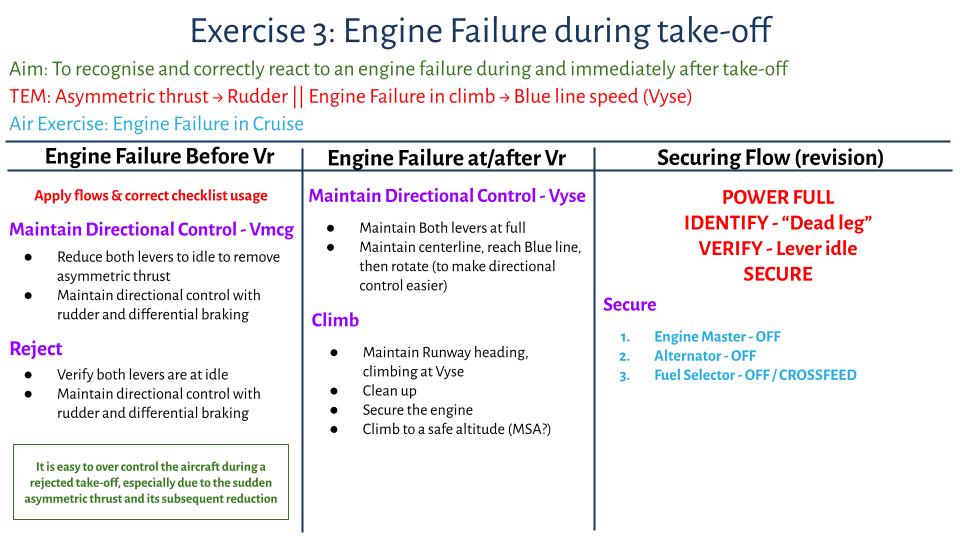 Exercise 3: Engine Failure during take-off
Aim: To recognise and correctly react to an engine failure during and immediately after take-off
TEM: Asymmetric thrust → Rudder || Engine Failure in climb → Blue line speed (Vyse)
Air Exercise: Engine Failure in Cruise
Engine Failure Before Vr
Apply flows & correct checklist usage
Maintain Directional Control - Vmcg
● Reduce both levers to idle to remove
asymmetric thrust
● Maintain directional control with
rudder and differential braking
Reject
● Verify both levers are at idle
● Maintain directional control with
rudder and differential braking
It is easy to over control the aircraft during a
rejected take-off, especially due to the sudden
asymmetric thrust and its subsequent reduction
Engine Failure at/after Vr
Maintain Directional Control - Vyse
● Maintain Both levers at full
● Maintain centerline, reach Blue line,
then rotate (to make directional
control easier)
Climb
● Maintain Runway heading,
climbing at Vyse
● Clean up
● Secure the engine
● Climb to a safe altitude (MSA?)
Securing Flow (revision)
POWER FULL
IDENTIFY - “Dead leg”
VERIFY - Lever idle
SECURE
Secure
1. Engine Master - OFF
2. Alternator - OFF
3. Fuel Selector - OFF / CROSSFEED